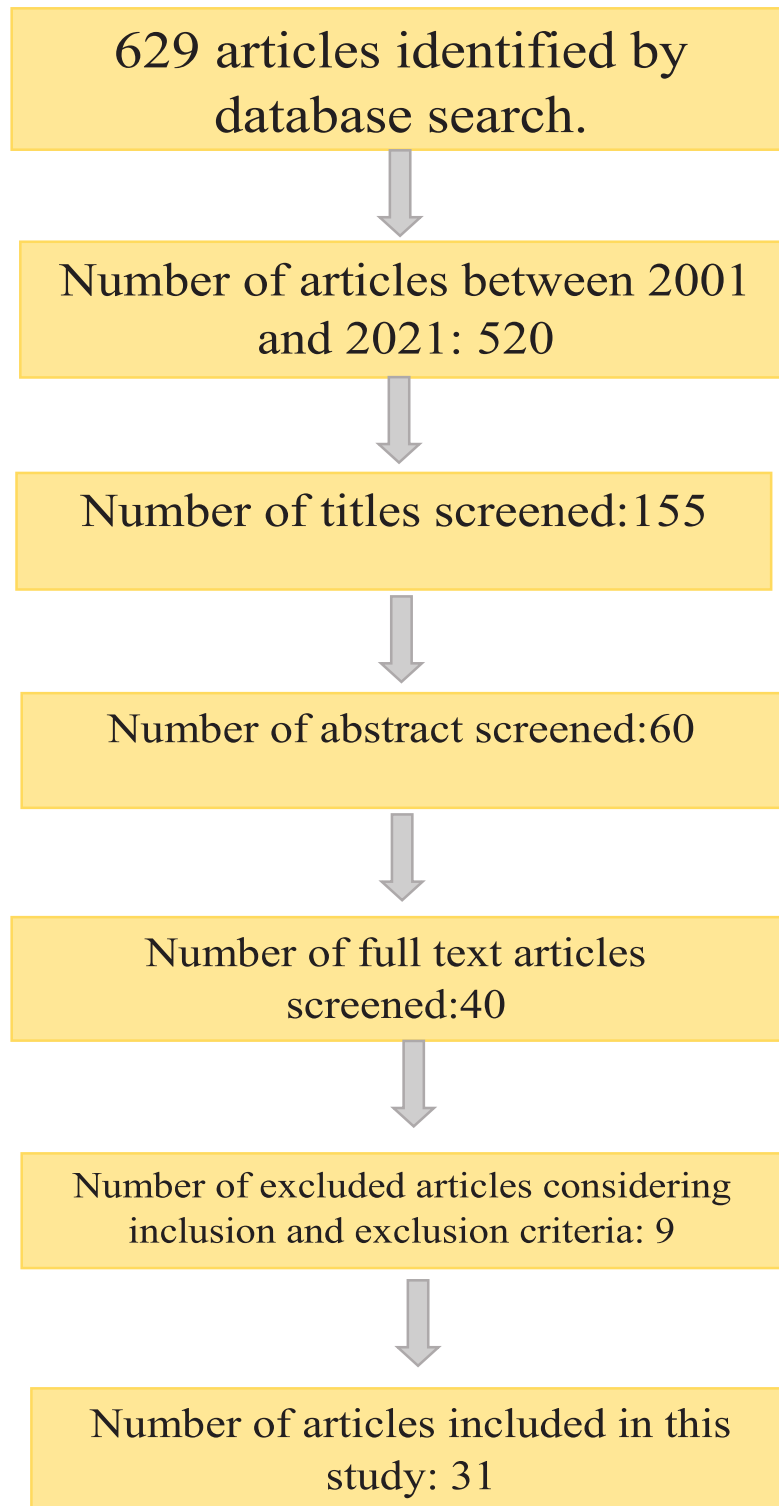 629 articles identified by
database search.
Number of articles between 2001
and 2021: 520
Number of titles screened:155
Number of abstract screened:60
Number of full text articles
screened:40
Number of excluded articles considering
inclusion and exclusion criteria: 9
Number of articles included in this
study: 31